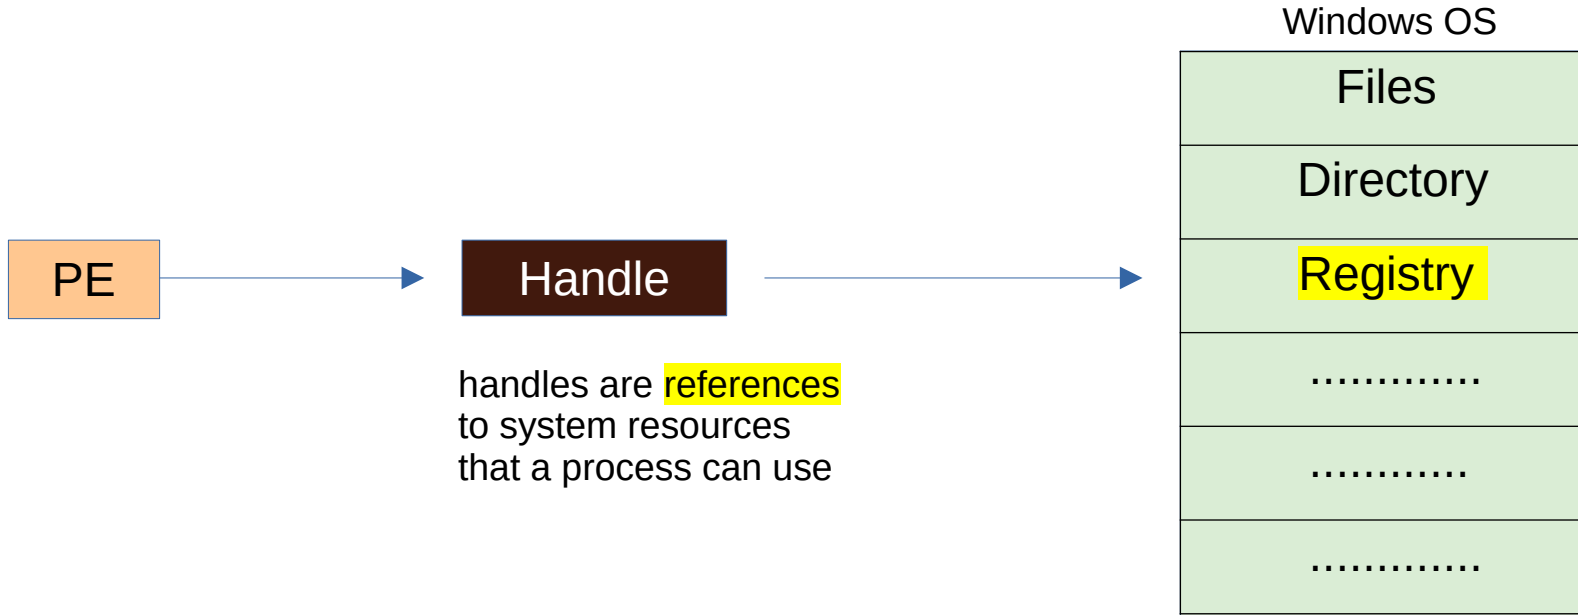 Windows OS
Files
Directory
PE
Handle
Registry
handles are references
to system resources
that a process can use
.............
............
.............